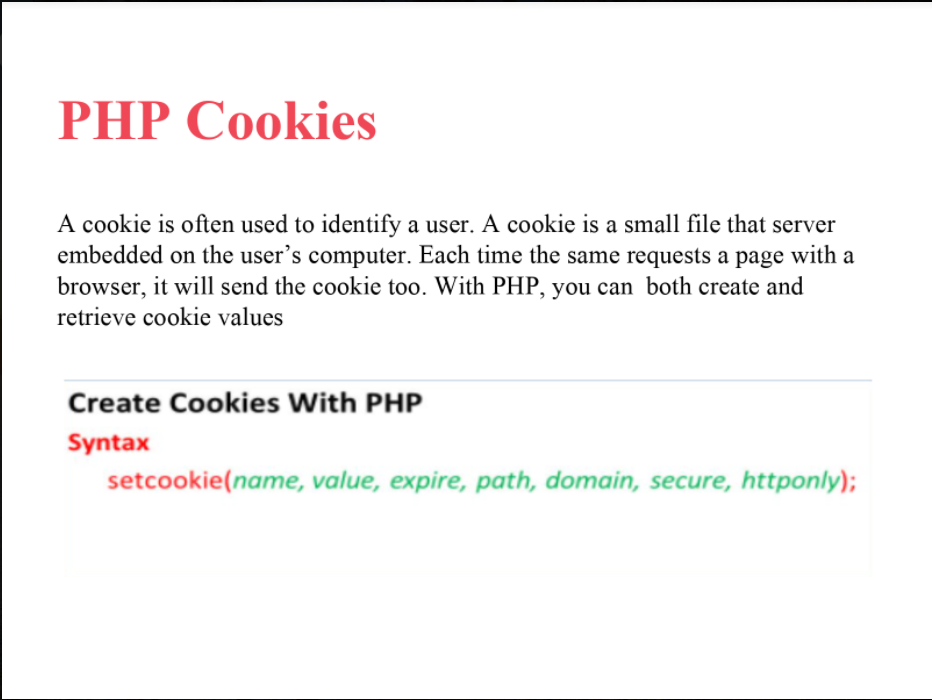 PHP Cookies
A cookie is often used to identify a user. A cookie is a small file that server
embedded on the user’s computer. Each time the same requests a page with a
browser, it will send the cookie too. With PHP, you can  both create and
retrieve cookie values
Create Cookies With PHP
Syntax
setcookie(name, value, expire, path, domain, secure, httponly);